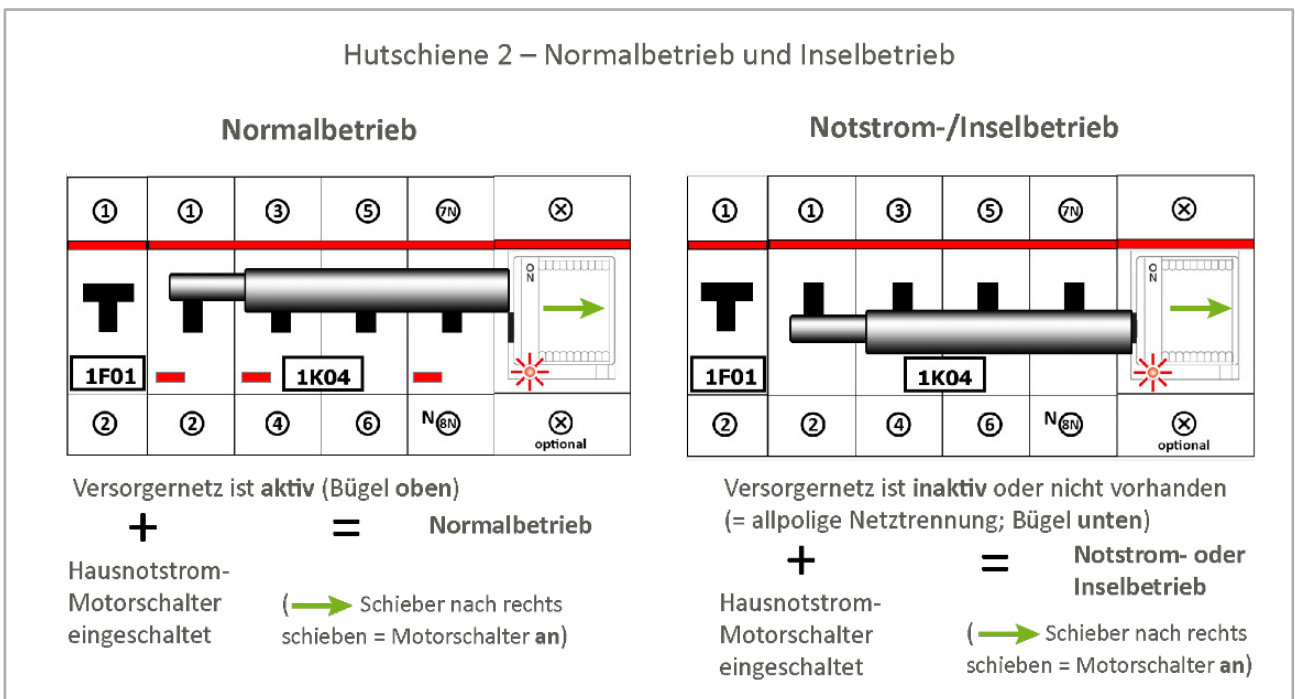 Hutschiene 2 – Normalbetrieb und Inselbetrieb
Normalbetrieb
① ① ③ ⑤ 7N ⊗
ON
1F01 1K04
② ② ④ ⑥ N 8N ⊗
optional
Versorgernetz ist aktiv (Bügel oben)
+ = Normalbetrieb
Hausnotstrom-
Motorschalter
eingeschaltet
( Schieber nach rechts
schieben = Motorschalter an)
Notstrom-/Inselbetrieb
① ① ③ ⑤ 7N ⊗
ON
1F01 1K04
② ② ④ ⑥ N 8N ⊗
optional
Versorgernetz ist inaktiv oder nicht vorhanden
(= allpolige Netztrennung; Bügel unten)
+ = Notstrom- oder
Inselbetrieb
Hausnotstrom-
Motorschalter
eingeschaltet
( Schieber nach rechts
schieben = Motorschalter an)